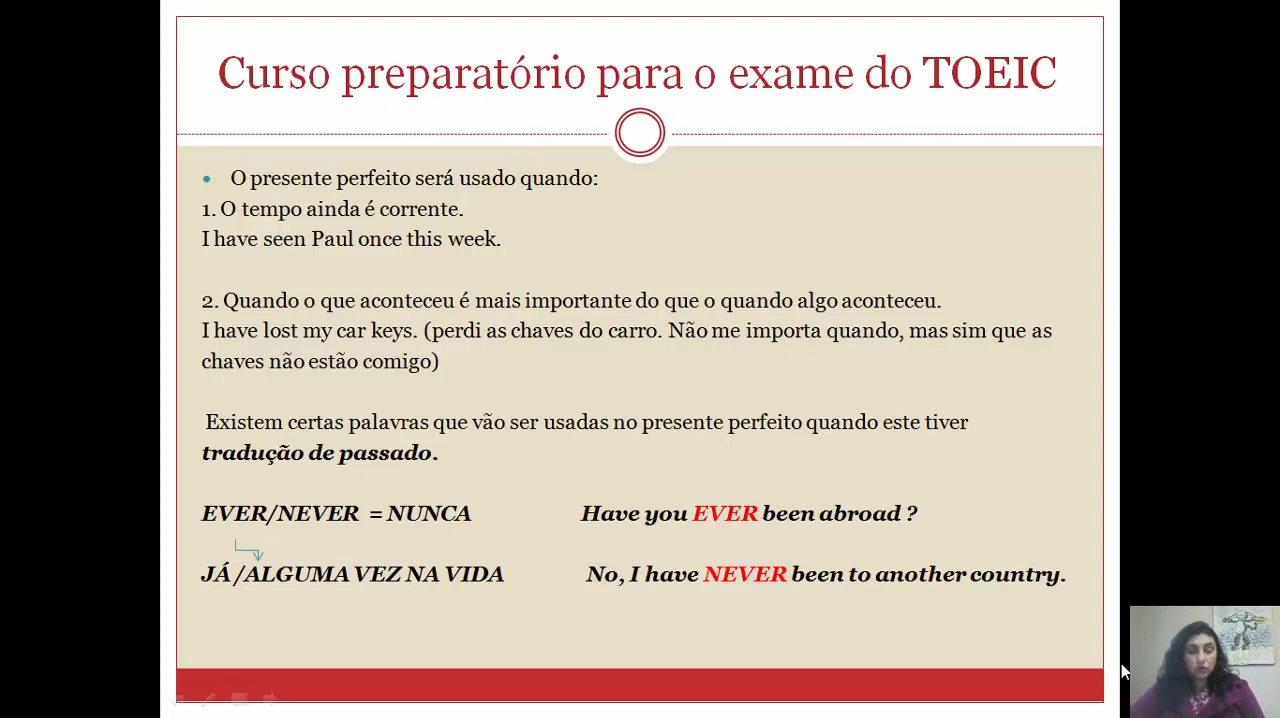 Curso preparatório para o exame do TOEIC
• O presente perfeito será usado quando:
1. O tempo ainda é corrente.
I have seen Paul once this week.
2. Quando o que aconteceu é mais importante do que o quando algo aconteceu.
I have lost my car keys. (perdi as chaves do carro. Não me importa quando, mas sim que as
chaves não estão comigo)
Existem certas palavras que vão ser usadas no presente perfeito quando este tiver
tradução de passado.
EVER/NEVER = NUNCA Have you EVER been abroad ?
JÁ /ALGUMA VEZ NA VIDA No, I have NEVER been to another country.